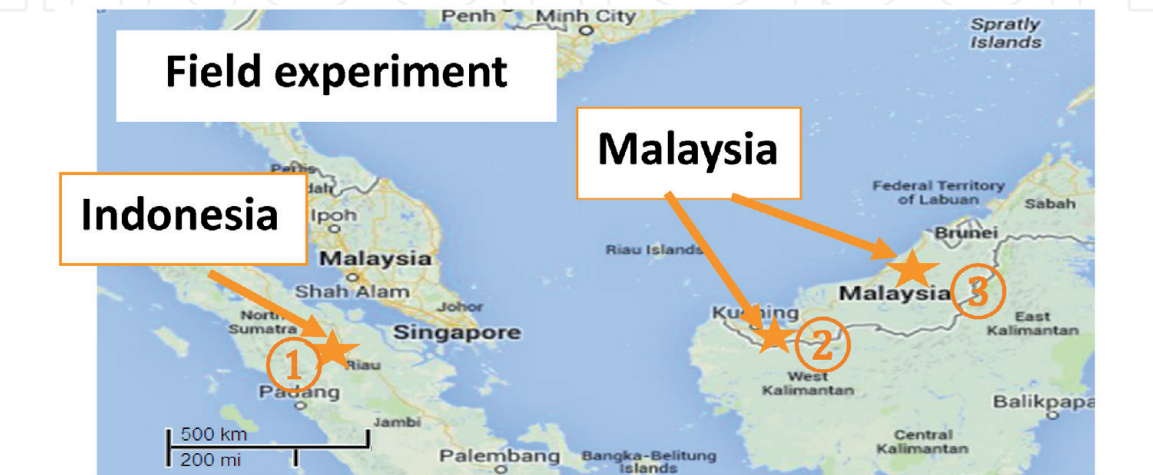 Penh
Minh City
Spratly
Islands
Field experiment
Malaysia
Indonesia
Federal Territory
of Labuan
Sabah
Ipoh
Brunei
Riau Islands
Malaysia
Shah Alam
Malaysia
③
Johor
North
Sumatra
Singapore
East
Kalimantan
①
②
Riau
West
Kalimantan
Padang
Balikpapa
Jambi
500 km
200 mi
Palembang
Bangka-Belitung
Islands
Central
Kalimantan